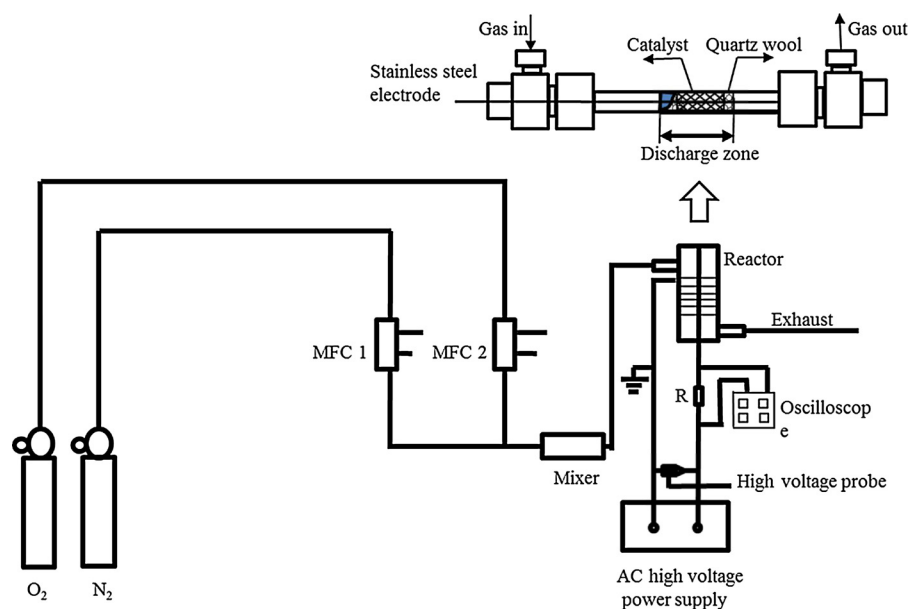 Gas in
Gas out
Catalyst
Quartz wool
Stainless steel
electrode
Discharge zone
Reactor
Exhaust
MFC 1
MFC 2
R
Oscilloscop
e
Mixer
High voltage probe
AC high voltage
power supply
O₂
N₂